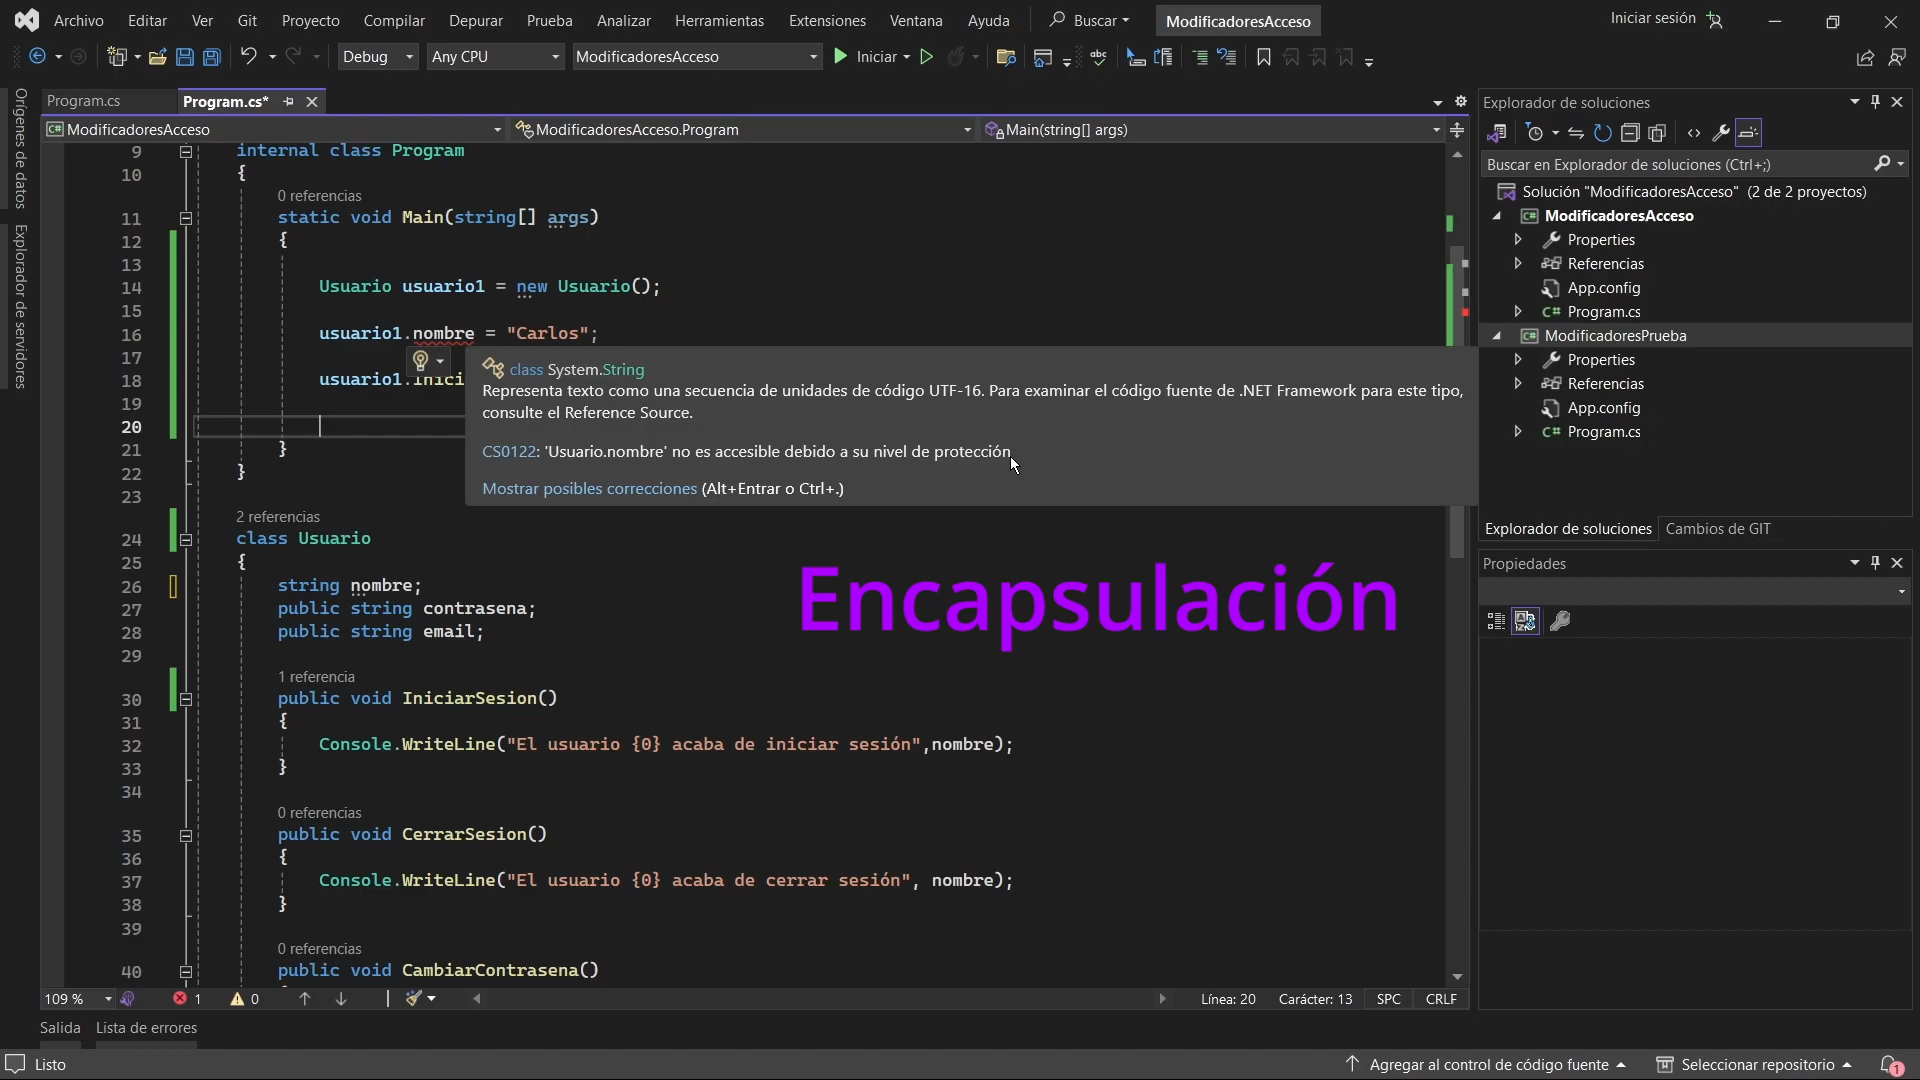 Archivo Editar Ver Git Proyecto Compilar Depurar Prueba Analizar Herramientas Extensiones Ventana Ayuda Buscar ModificadoresAcceso Iniciar sesión
Debug Any CPU ModificadoresAcceso Iniciar
Orígenes de datos
Explorador de servidores
Program.cs Program.cs*
ModificadoresAcceso ModificadoresAcceso.Program Main(string[] args)
9 internal class Program
10 {
0 referencias
11 static void Main(string[] args)
12 {
13
14 Usuario usuario1 = new Usuario();
15
16 usuario1.nombre = "Carlos";
17
18 usuario1.Inici
19
20
21 }
22 }
23
class System.String
Representa texto como una secuencia de unidades de código UTF-16. Para examinar el código fuente de .NET Framework para este tipo,
consulte el Reference Source.
CS0122: 'Usuario.nombre' no es accesible debido a su nivel de protección
Mostrar posibles correcciones (Alt+Entrar o Ctrl+.)
2 referencias
24 class Usuario
25 {
26 string nombre;
27 public string contrasena;
28 public string email;
29
Encapsulación
1 referencia
30 public void IniciarSesion()
31 {
32 Console.WriteLine("El usuario {0} acaba de iniciar sesión",nombre);
33 }
34
0 referencias
35 public void CerrarSesion()
36 {
37 Console.WriteLine("El usuario {0} acaba de cerrar sesión", nombre);
38 }
39
0 referencias
40 public void CambiarContrasena()
109 % 1 0 Línea: 20 Carácter: 13 SPC CRLF
Salida Lista de errores
Explorador de soluciones
Buscar en Explorador de soluciones (Ctrl+;)
Solución "ModificadoresAcceso" (2 de 2 proyectos)
C# ModificadoresAcceso
Properties
Referencias
App.config
C# Program.cs
C# ModificadoresPrueba
Properties
Referencias
App.config
C# Program.cs
Explorador de soluciones Cambios de GIT
Propiedades
Listo Agregar al control de código fuente Seleccionar repositorio 1